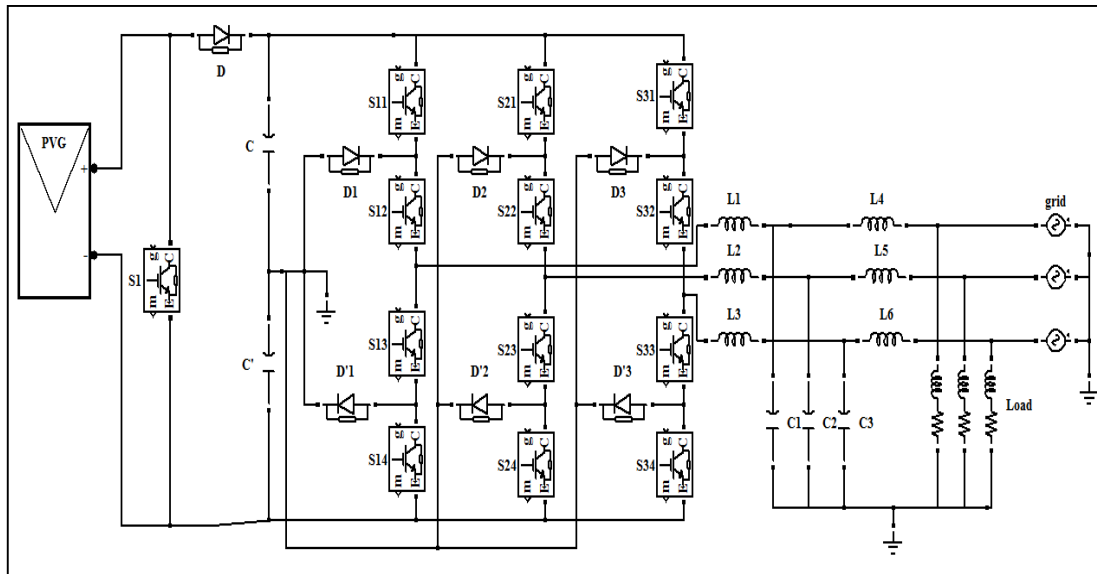 PVG
+
-
D
S1
C
C'
g C
m E
S11
g C
m E
S21
g C
m E
S31
D1
D2
D3
g C
m E
S12
g C
m E
S22
g C
m E
S32
g C
m E
S13
g C
m E
S23
g C
m E
S33
D'1
D'2
D'3
g C
m E
S14
g C
m E
S24
g C
m E
S34
g C
m E
L1
L4
grid
L2
L5
L3
L6
C1
C2
C3
Load